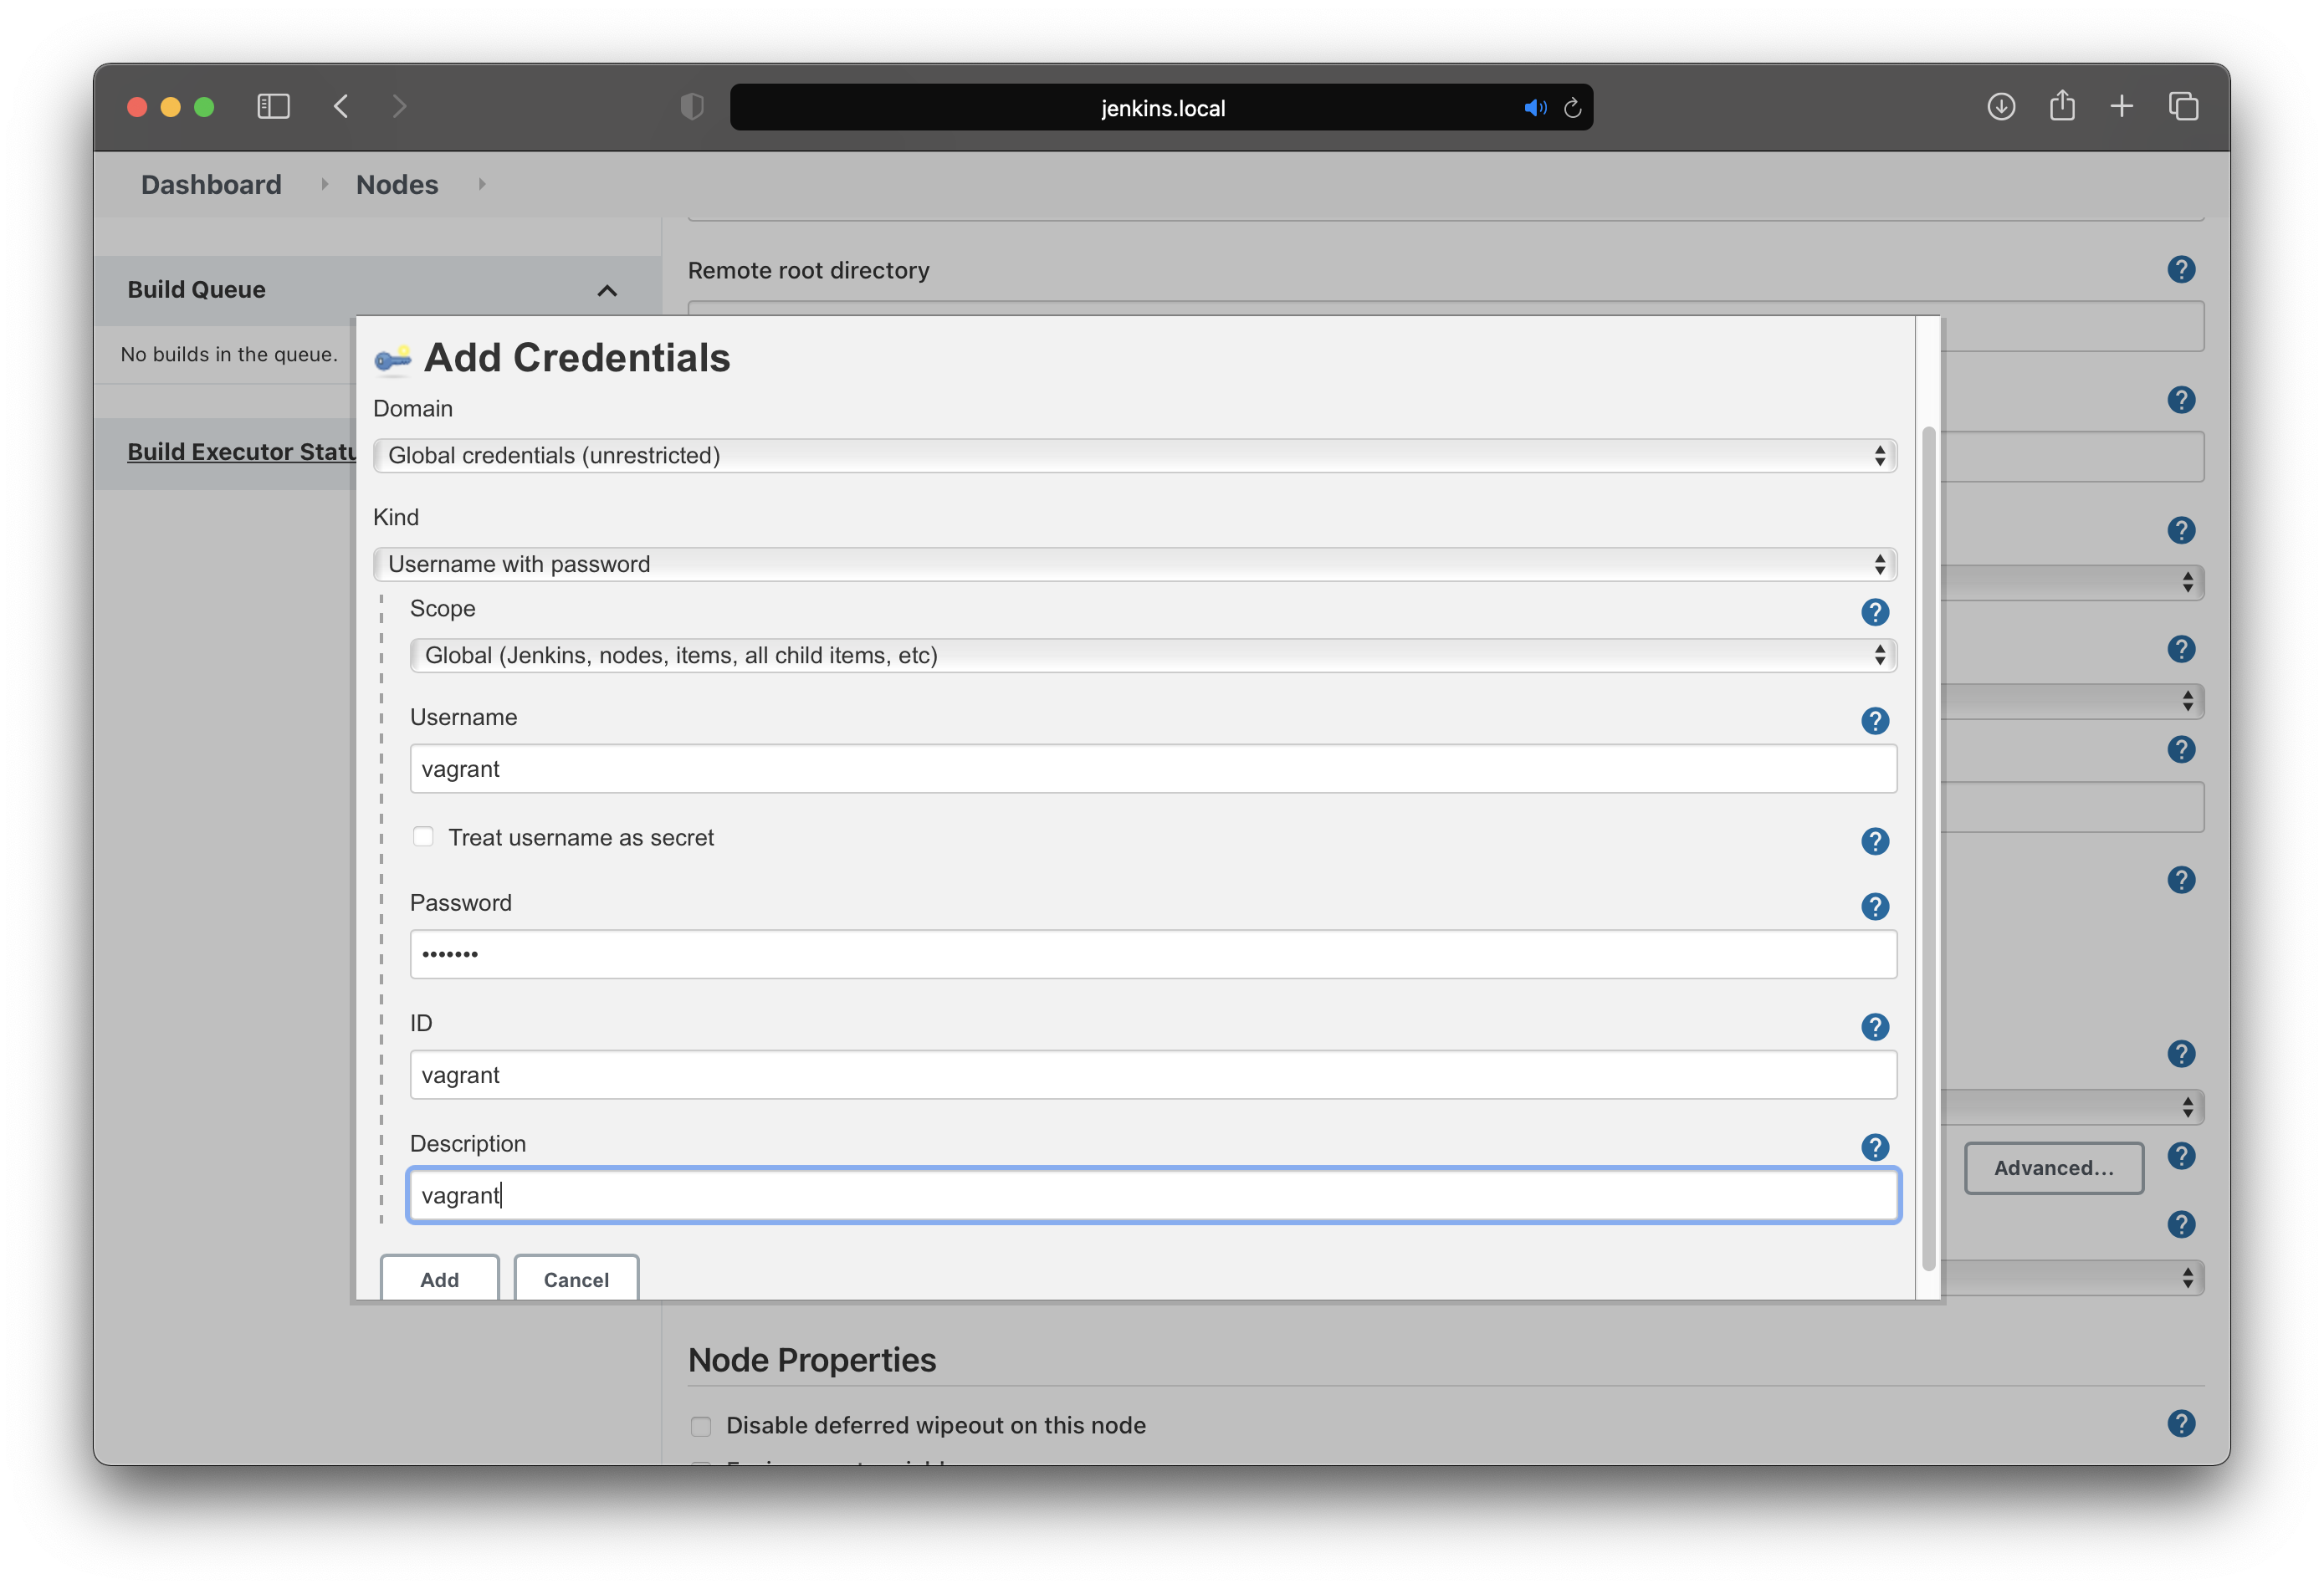 jenkins.local
Dashboard Nodes
Build Queue
No builds in the queue.
Build Executor Statu
Remote root directory
Add Credentials
Domain
Global credentials (unrestricted)
Kind
Username with password
Scope
Global (Jenkins, nodes, items, all child items, etc)
Username
vagrant
Treat username as secret
Password
•••••••
ID
vagrant
Description
vagrant
Add Cancel
Advanced...
Node Properties
Disable deferred wipeout on this node